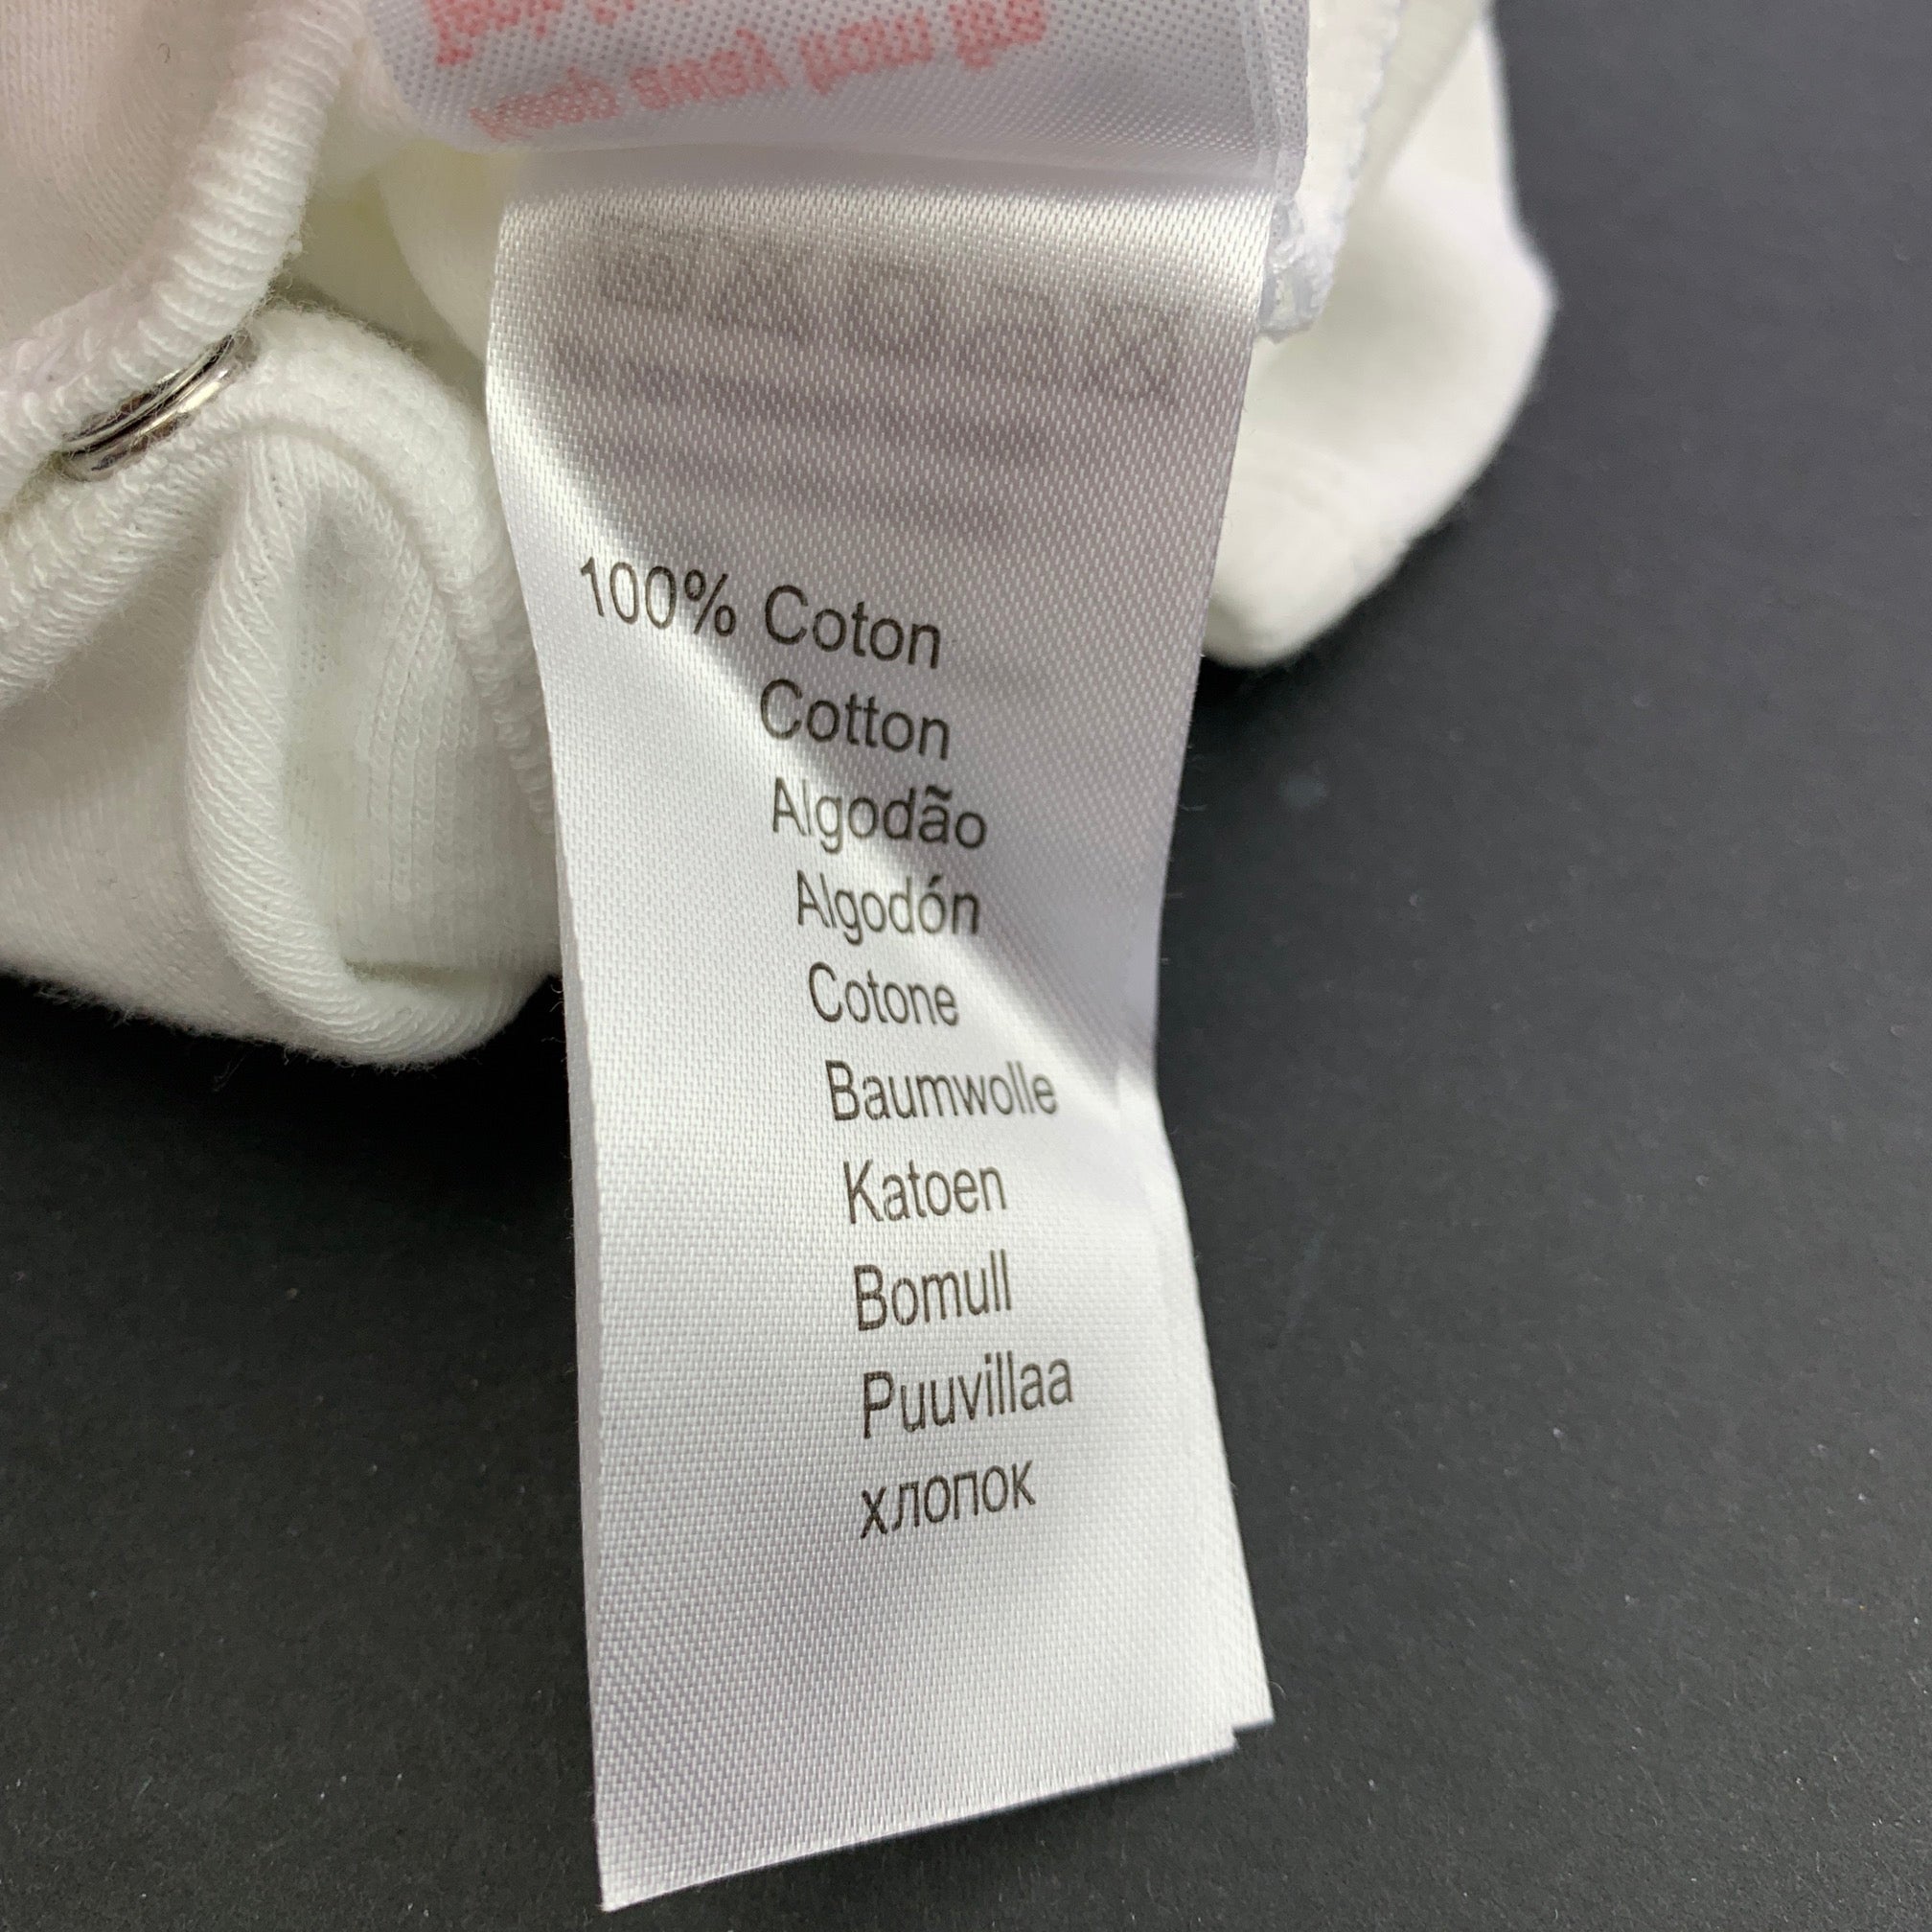 100% Coton
Cotton
Algodão
Algodón
Cotone
Baumwolle
Katoen
Bomull
Puuvillaa
хлопок